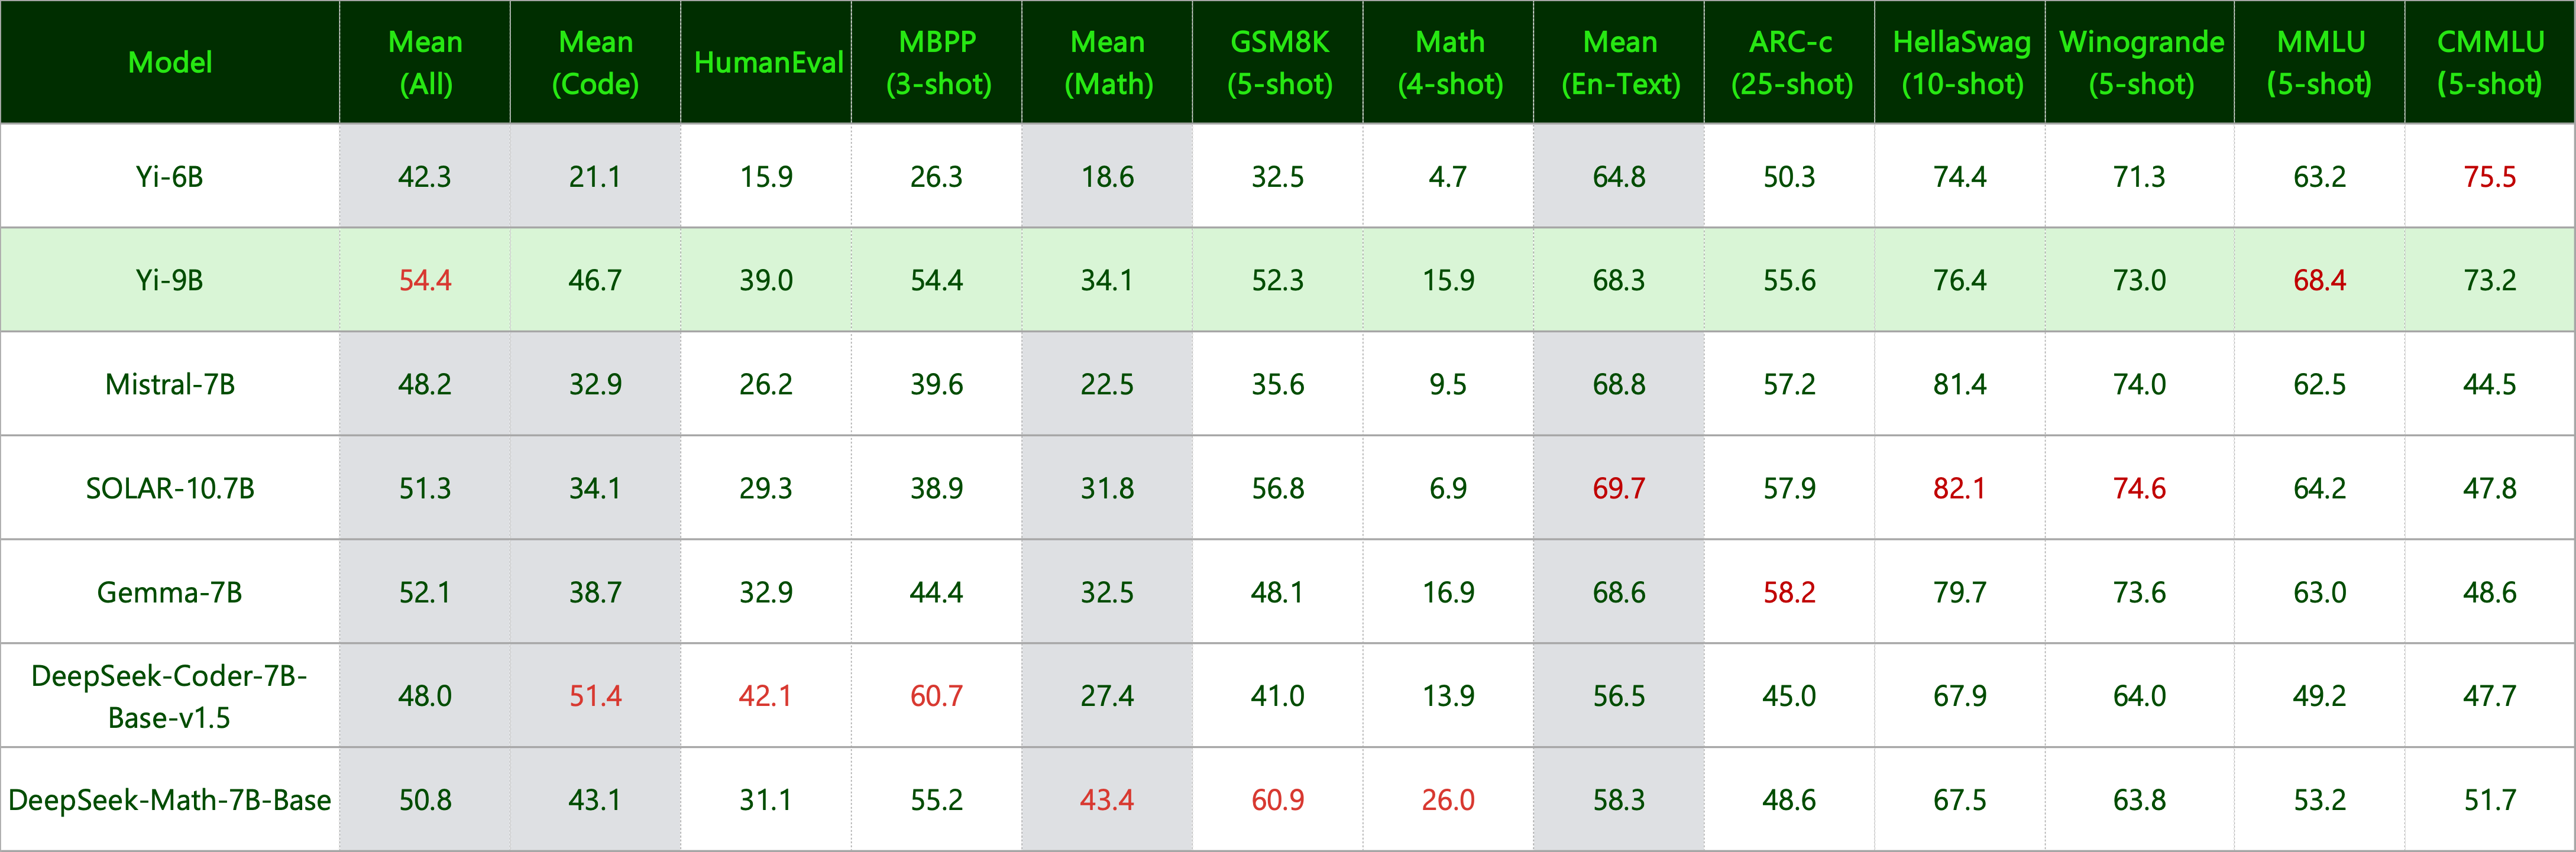 Model Mean (All) Mean (Code) HumanEval MBPP (3-shot) Mean (Math) GSM8K (5-shot) Math (4-shot) Mean (En-Text) ARC-c (25-shot) HellaSwag (10-shot) Winogrande (5-shot) MMLU (5-shot) CMMLU (5-shot)
Yi-6B 42.3 21.1 15.9 26.3 18.6 32.5 4.7 64.8 50.3 74.4 71.3 63.2 75.5
Yi-9B 54.4 46.7 39.0 54.4 34.1 52.3 15.9 68.3 55.6 76.4 73.0 68.4 73.2
Mistral-7B 48.2 32.9 26.2 39.6 22.5 35.6 9.5 68.8 57.2 81.4 74.0 62.5 44.5
SOLAR-10.7B 51.3 34.1 29.3 38.9 31.8 56.8 6.9 69.7 57.9 82.1 74.6 64.2 47.8
Gemma-7B 52.1 38.7 32.9 44.4 32.5 48.1 16.9 68.6 58.2 79.7 73.6 63.0 48.6
DeepSeek-Coder-7B-Base-v1.5 48.0 51.4 42.1 60.7 27.4 41.0 13.9 56.5 45.0 67.9 64.0 49.2 47.7
DeepSeek-Math-7B-Base 50.8 43.1 31.1 55.2 43.4 60.9 26.0 58.3 48.6 67.5 63.8 53.2 51.7